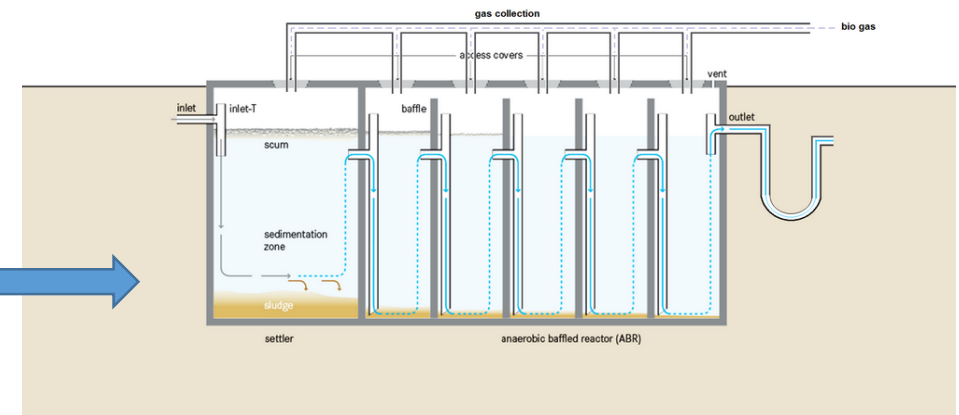 gas collection
bio gas
access covers
vent
inlet
inlet-T
baffle
outlet
scum
sedimentation
zone
sludge
settler
anaerobic baffled reactor (ABR)